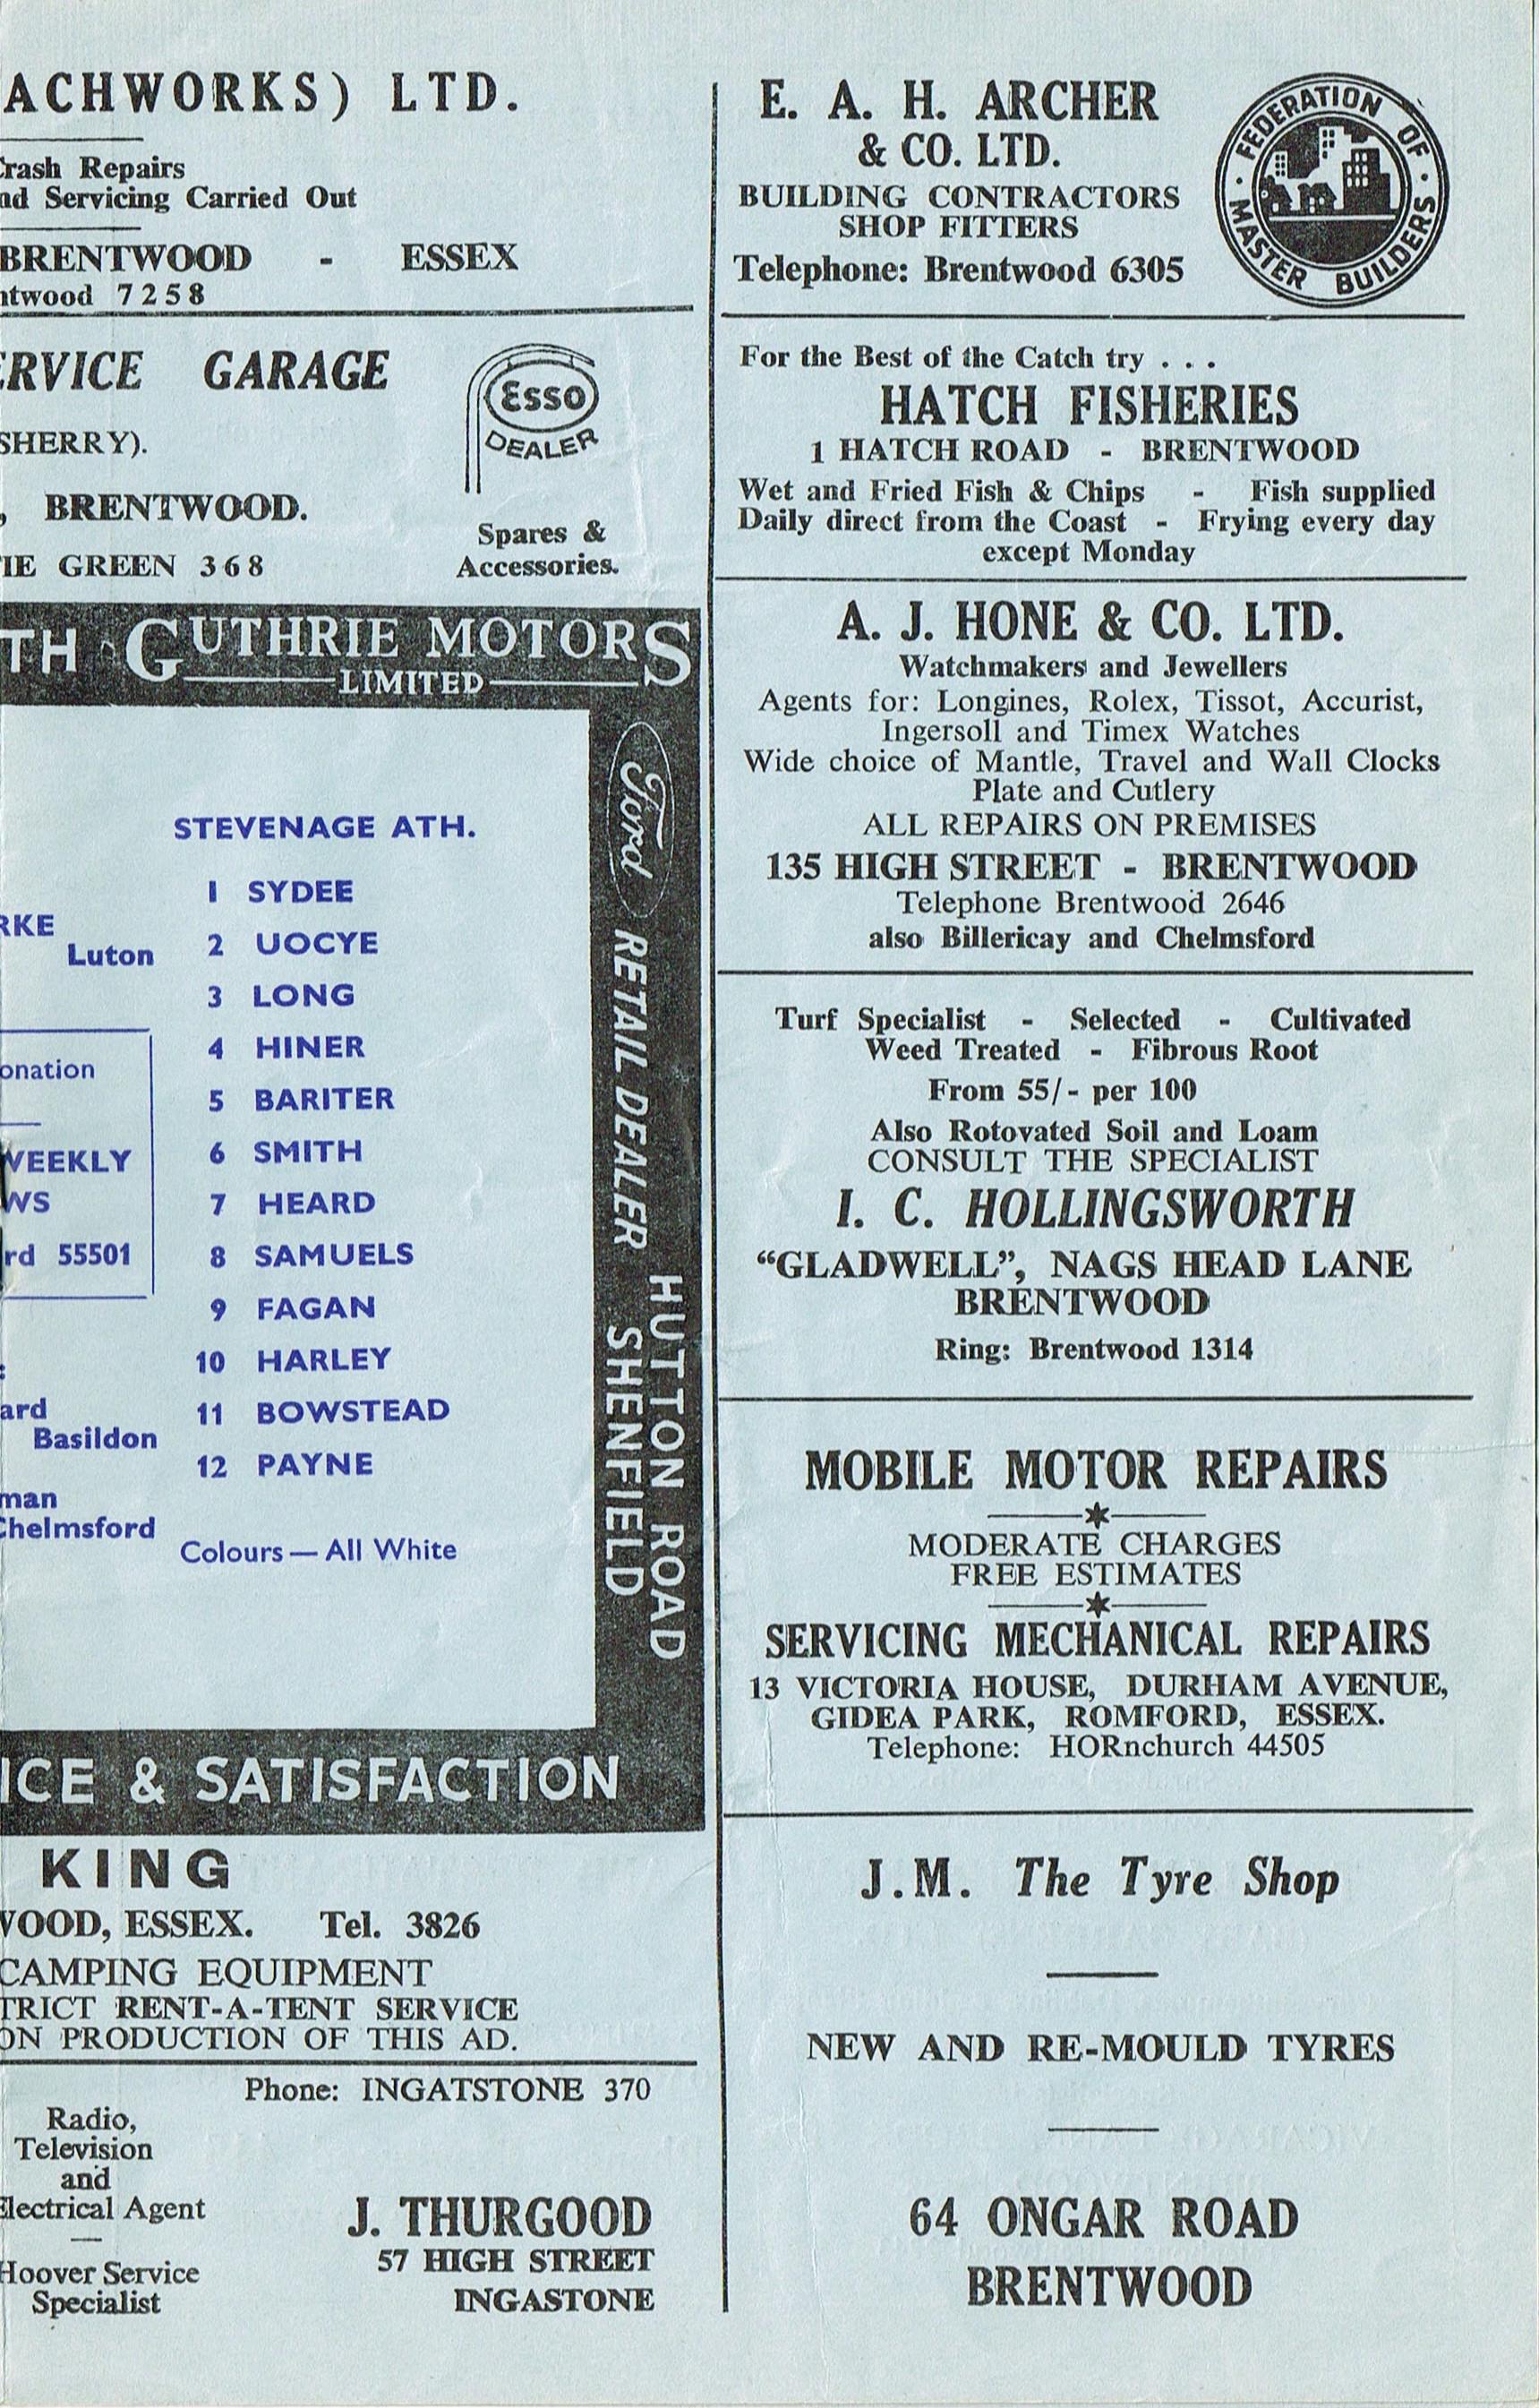 ACHWORKS) LTD.
Crash Repairs
nd Servicing Carried Out
BRENTWOOD - ESSEX
ntwood 7258
ERVICE GARAGE
SHERRY).
, BRENTWOOD.
IE GREEN 368
Esso
DEALER
Spares &
Accessories.
TH GUTHRIE MOTORS
LIMITED
RKE
Luton
onation
WEEKLY
WS
rd 55501
:
ard
Basildon
man
Chelmsford
STEVENAGE ATH.
1 SYDEE
2 UOCYE
3 LONG
4 HINER
5 BARITER
6 SMITH
7 HEARD
8 SAMUELS
9 FAGAN
10 HARLEY
11 BOWSTEAD
12 PAYNE
Colours — All White
Ford RETAIL DEALER
HUTTON ROAD
SHENFIELD
ICE & SATISFACTION
KING
WOOD, ESSEX. Tel. 3826
CAMPING EQUIPMENT
TRICT RENT-A-TENT SERVICE
ON PRODUCTION OF THIS AD.
Phone: INGATSTONE 370
Radio,
Television
and
Electrical Agent
Hoover Service
Specialist
J. THURGOOD
57 HIGH STREET
INGASTONE
E. A. H. ARCHER
& CO. LTD.
BUILDING CONTRACTORS
SHOP FITTERS
Telephone: Brentwood 6305
FEDERATION OF
MASTER BUILDERS
For the Best of the Catch try . . .
HATCH FISHERIES
1 HATCH ROAD - BRENTWOOD
Wet and Fried Fish & Chips - Fish supplied
Daily direct from the Coast - Frying every day
except Monday
A. J. HONE & CO. LTD.
Watchmakers and Jewellers
Agents for: Longines, Rolex, Tissot, Accurist,
Ingersoll and Timex Watches
Wide choice of Mantle, Travel and Wall Clocks
Plate and Cutlery
ALL REPAIRS ON PREMISES
135 HIGH STREET - BRENTWOOD
Telephone Brentwood 2646
also Billericay and Chelmsford
Turf Specialist - Selected - Cultivated
Weed Treated - Fibrous Root
From 55/- per 100
Also Rotovated Soil and Loam
CONSULT THE SPECIALIST
I. C. HOLLINGSWORTH
“GLADWELL”, NAGS HEAD LANE
BRENTWOOD
Ring: Brentwood 1314
MOBILE MOTOR REPAIRS
MODERATE CHARGES
FREE ESTIMATES
SERVICING MECHANICAL REPAIRS
13 VICTORIA HOUSE, DURHAM AVENUE,
GIDEA PARK, ROMFORD, ESSEX.
Telephone: HORnchurch 44505
J.M. The Tyre Shop
NEW AND RE-MOULD TYRES
64 ONGAR ROAD
BRENTWOOD